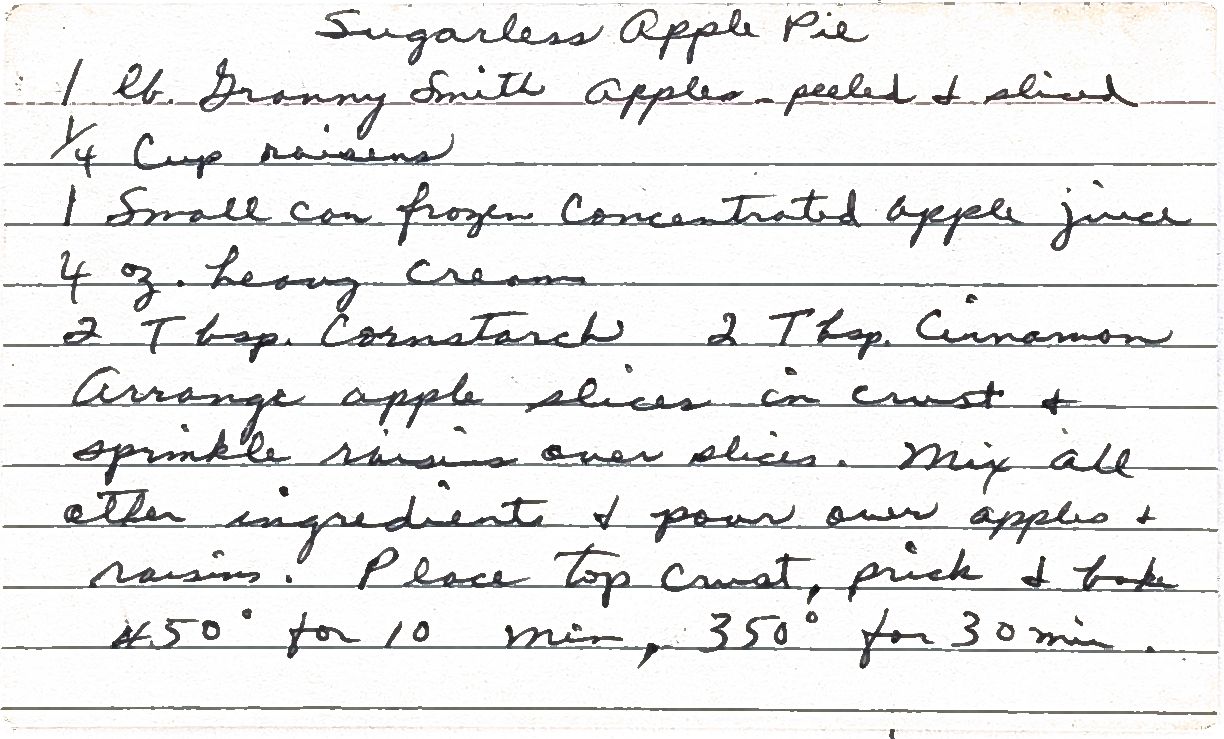 Sugarless Apple Pie
1 lb. Granny Smith apples - peeled & sliced
1/4 Cup raisens
1 Small can frozen Concentrated apple juice
4 oz. heavy cream
2 Tbsp. Cornstarch 2 Tbsp. Cinnamon
Arrange apple slices in crust &
sprinkle raisins over slices. Mix all
other ingredients & pour over apples &
raisins. Place top crust, prick & bake
450° for 10 min, 350° for 30 min.